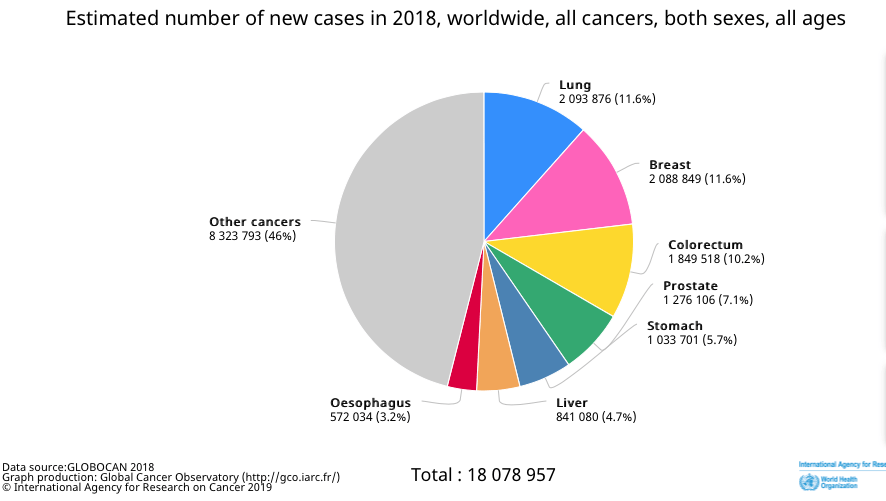 Estimated number of new cases in 2018, worldwide, all cancers, both sexes, all ages
Lung
2 093 876 (11.6%)
Breast
2 088 849 (11.6%)
Other cancers
8 323 793 (46%)
Colorectum
1 849 518 (10.2%)
Prostate
1 276 106 (7.1%)
Stomach
1 033 701 (5.7%)
Oesophagus
572 034 (3.2%)
Liver
841 080 (4.7%)
Data source:GLOBOCAN 2018
Graph production: Global Cancer Observatory (http://gco.iarc.fr/)
© International Agency for Research on Cancer 2019
Total : 18 078 957
International Agency for
World Health
Organization